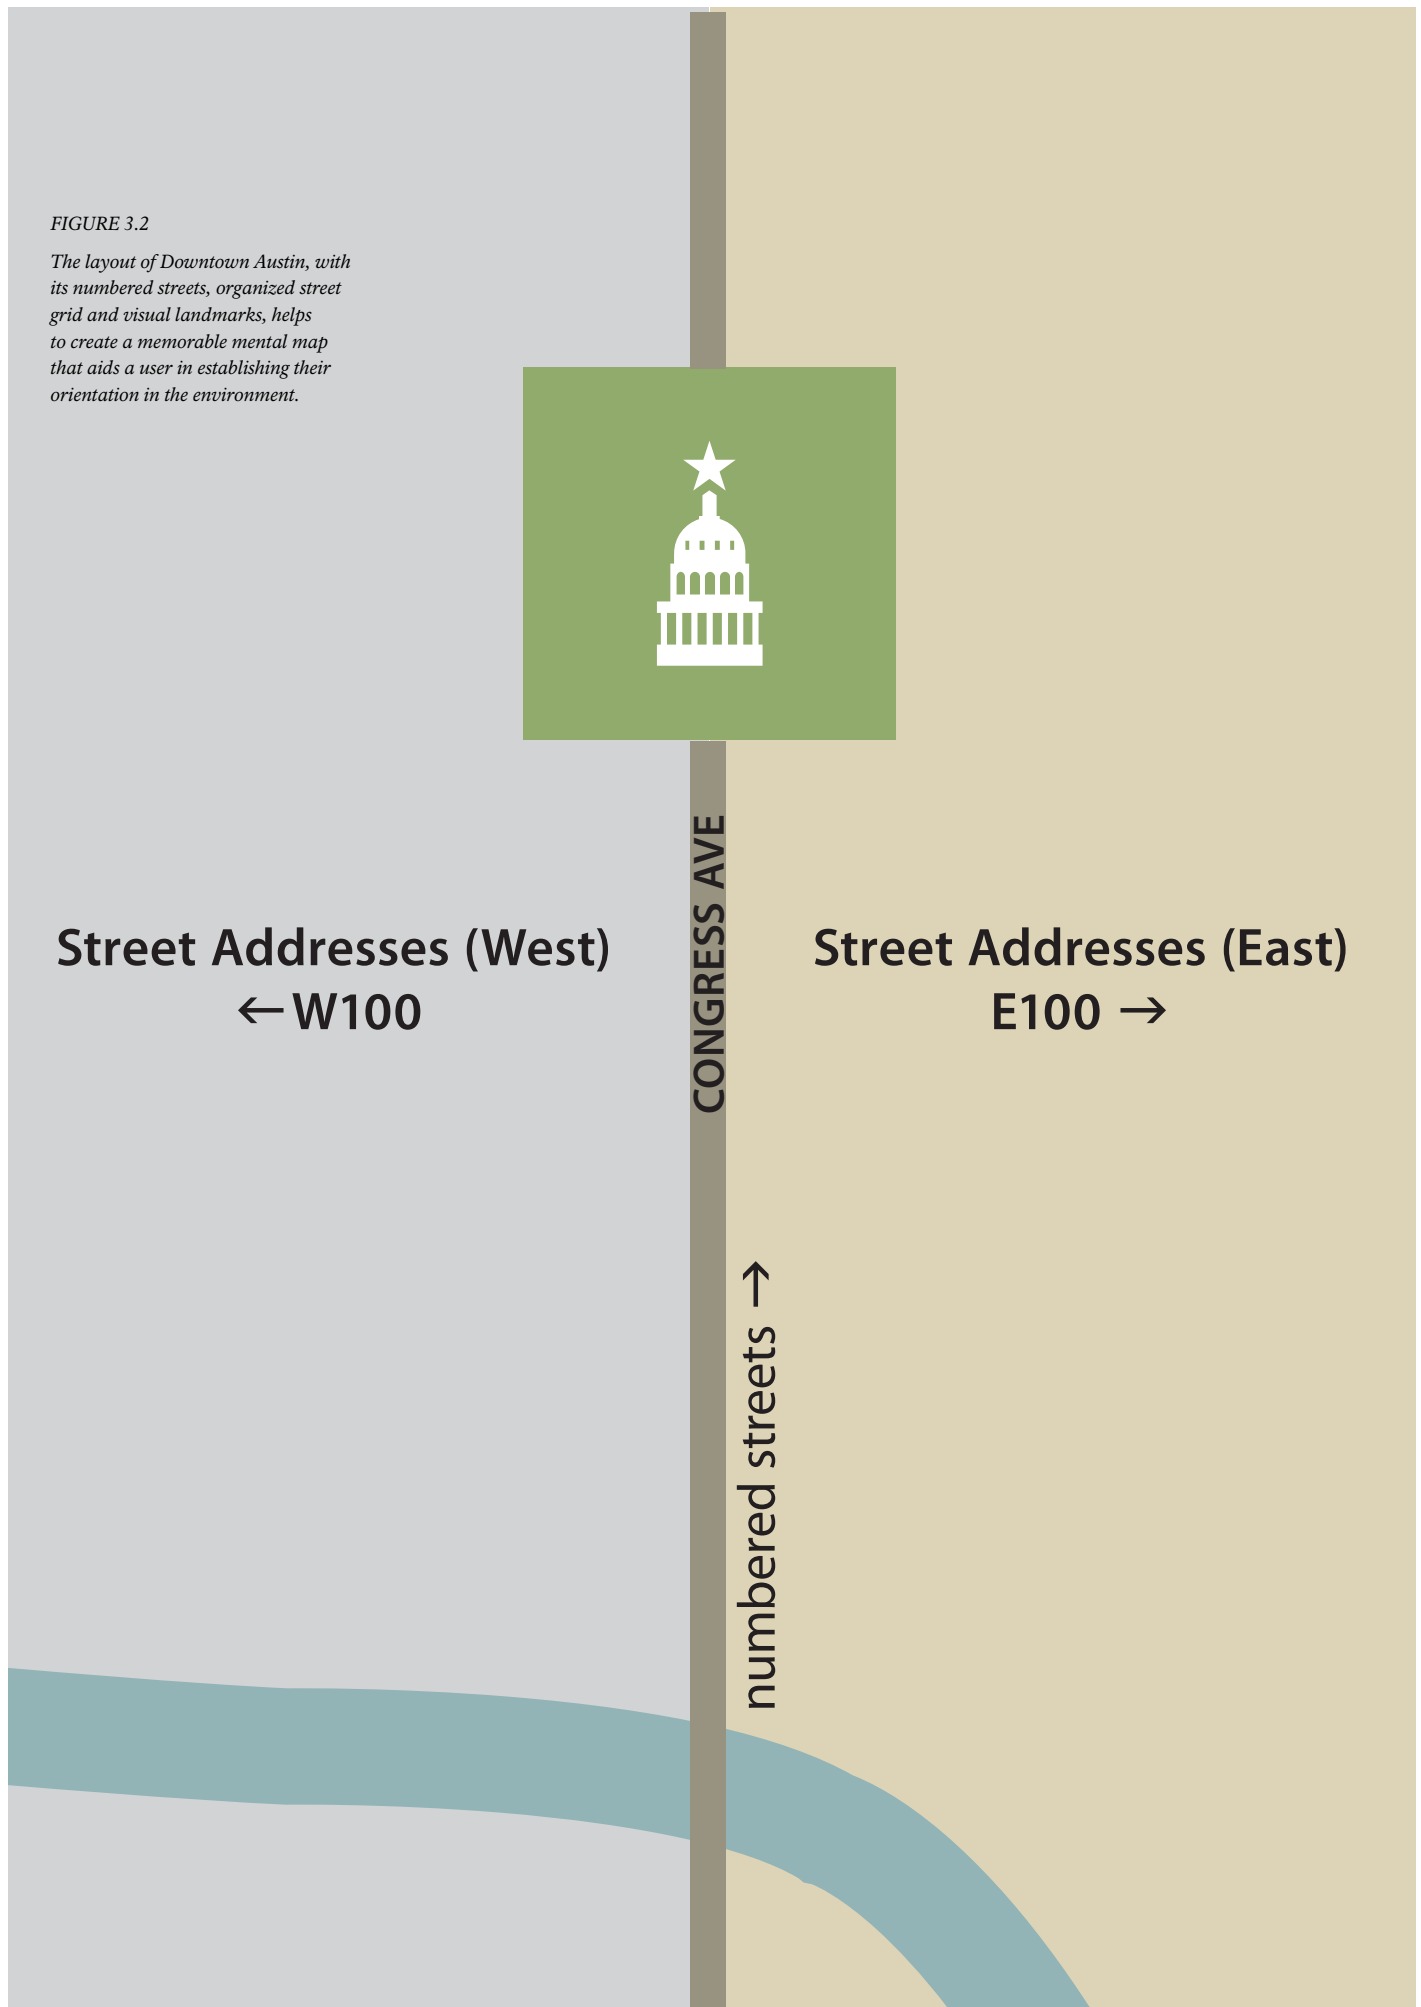 FIGURE 3.2
The layout of Downtown Austin, with
its numbered streets, organized street
grid and visual landmarks, helps
to create a memorable mental map
that aids a user in establishing their
orientation in the environment.
CONGRESS AVE
Street Addresses (West)
← W100
Street Addresses (East)
E100 →
numbered streets →